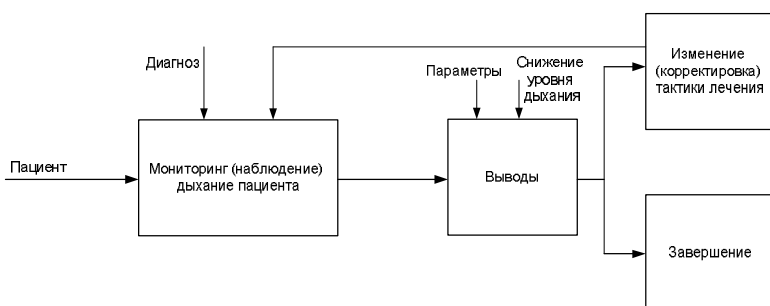 Диагноз
Параметры
Снижение
уровня
дыхания
Изменение
(корректировка)
тактики лечения
Пациент
Мониторинг (наблюдение)
дыхание пациента
Выводы
Завершение